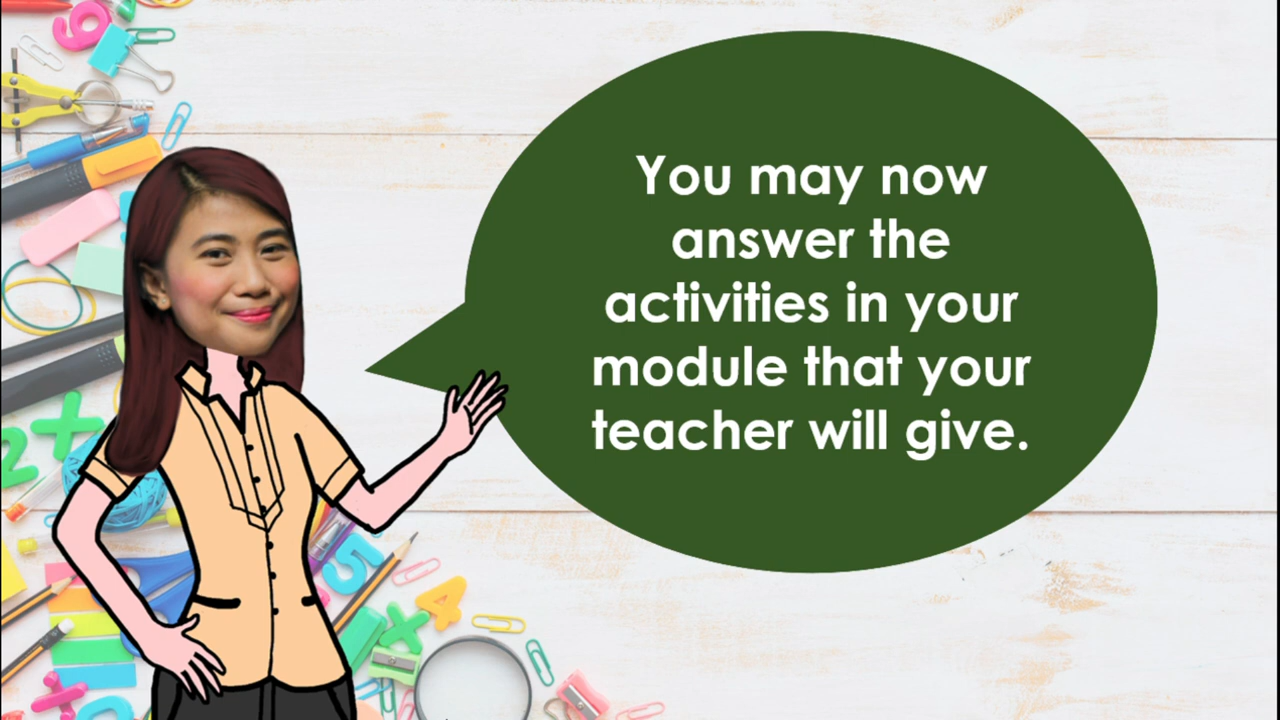 You may now
answer the
activities in your
module that your
teacher will give.